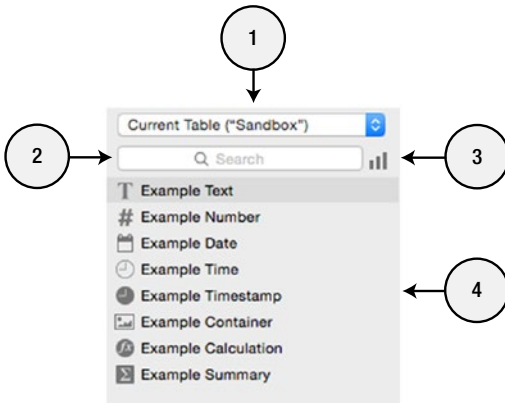 1
Current Table ("Sandbox")
2
Search
3
Example Text
Example Number
Example Date
Example Time
Example Timestamp
4
Example Container
Example Calculation
Example Summary